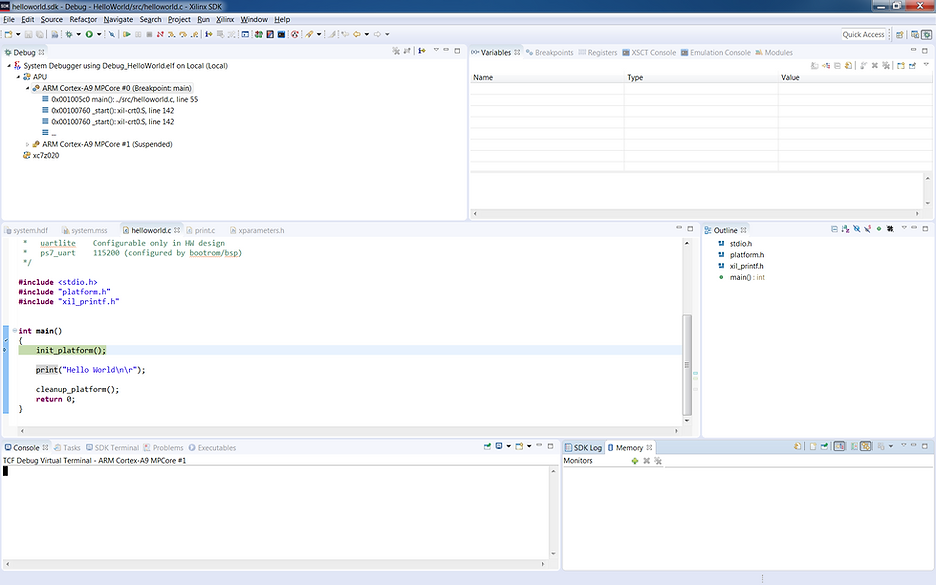 helloworld.sdk - Debug - HelloWorld/src/helloworld.c - Xilinx SDK
File Edit Source Refactor Navigate Search Project Run Xilinx Window Help
Quick Access
Debug
System Debugger using Debug_HelloWorld.elf on Local (Local)
APU
ARM Cortex-A9 MPCore #0 (Breakpoint: main)
0x001005c0 main(): ../src/helloworld.c, line 55
0x00100760 _start(): xil-crt0.S, line 142
0x00100760 _start(): xil-crt0.S, line 142
...
ARM Cortex-A9 MPCore #1 (Suspended)
xc7z020
Variables Breakpoints Registers XSCT Console Emulation Console Modules
Name Type Value
system.hdf system.mss helloworld.c print.c xparameters.h
* uartlite Configurable only in HW design
* ps7_uart 115200 (configured by bootrom/bsp)
*/
#include <stdio.h>
#include "platform.h"
#include "xil_printf.h"
int main()
{
init_platform();
print("Hello World\n\r");
cleanup_platform();
return 0;
}
Outline
stdio.h
platform.h
xil_printf.h
main() : int
Console Tasks SDK Terminal Problems Executables
TCF Debug Virtual Terminal - ARM Cortex-A9 MPCore #1
SDK Log Memory
Monitors